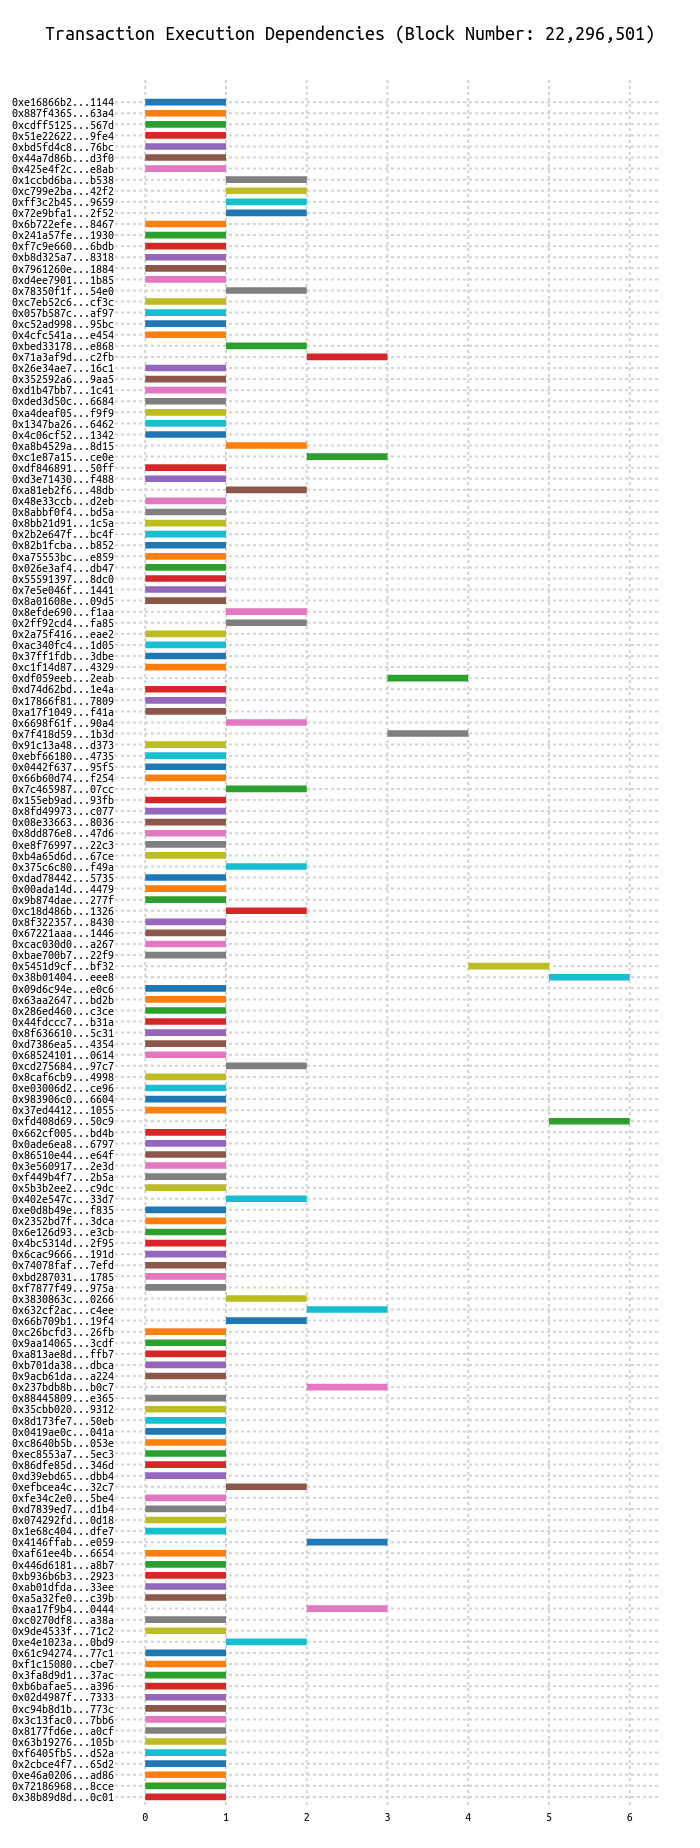 Transaction Execution Dependencies (Block Number: 22,296,501)
0xe16866b2...1144
0x887f4365...63a4
0xcdff5125...567d
0x51e22622...9fe4
0xbd5fd4c8...76bc
0x44a7d86b...d3f0
0x425e4f2c...e8ab
0x1ccbd6ba...b538
0xc799e2ba...42f2
0xff3c2b45...9659
0x72e9bfa1...2f52
0x6b722efe...8467
0x241a57fe...1930
0xf7c9e660...6bdb
0xb8d325a7...8318
0x7961260e...1884
0xd4ee7901...1b85
0x78350f1f...54e0
0xc7eb52c6...cf3c
0x057b587c...af97
0xc52ad998...95bc
0x4cfc541a...e454
0xbed33178...e868
0x71a3af9d...c2fb
0x26e34ae7...16c1
0x352592a6...9aa5
0xd1b47bb7...1c41
0xded3d50c...6684
0xa4deaf05...f9f9
0x1347ba26...6462
0x4c06cf52...1342
0xa8b4529a...8d15
0xc1e87a15...ce0e
0xdf846891...50ff
0xd3e71430...f488
0xa81eb2f6...48db
0x48e33ccb...d2eb
0x8abbf0f4...bd5a
0x8bb21d91...1c5a
0x2b2e647f...bc4f
0x82b1fcba...b852
0xa75553bc...e859
0x026e3af4...db47
0x55591397...8dc0
0x7e5e046f...1441
0x8a01608e...09d5
0x8efde690...f1aa
0x2ff92cd4...fa85
0x2a75f416...eae2
0xac340fc4...1d05
0x37ff1fdb...3dbe
0xc1f14d87...4329
0xdf059eeb...2eab
0xd74d62bd...1e4a
0x17866f81...7809
0xa17f1049...f41a
0x6698f61f...90a4
0x7f418d59...1b3d
0x91c13a48...d373
0xebf66180...4735
0x0442f637...95f5
0x66b60d74...f254
0x7c465987...07cc
0x155eb9ad...93fb
0x8fd49973...c077
0x08e33663...8036
0x8dd876e8...47d6
0xe8f76997...22c3
0xb4a65d6d...67ce
0x375c6c80...f49a
0xdad78442...5735
0x00ada14d...4479
0x9b874dae...277f
0xc18d486b...1326
0x8f322357...8430
0x67221aaa...1446
0xcac030d0...a267
0xbae700b7...22f9
0x5451d9cf...bf32
0x38b01404...eee8
0x09d6c94e...e0c6
0x63aa2647...bd2b
0x286ed460...c3ce
0x44fdccc7...b31a
0x8f636610...5c31
0xd7386ea5...4354
0x68524101...0614
0xcd275684...97c7
0x8caf6cb9...4998
0xe03006d2...ce96
0x983906c0...6604
0x37ed4412...1055
0xfd408d69...50c9
0x662cf005...bd4b
0x0ade6ea8...6797
0x86510e44...e64f
0x3e560917...2e3d
0xf449b4f7...2b5a
0x5b3b2ee2...c9dc
0x402e547c...33d7
0xe0d8b49e...f835
0x2352bd7f...3dca
0x6e126d93...e3cb
0x4bc5314d...2f95
0x6cac9666...191d
0x74078faf...7efd
0xbd287031...1785
0xf7877f49...975a
0x3830863c...0266
0x632cf2ac...c4ee
0x66b709b1...19f4
0xc26bcfd3...26fb
0x9aa14065...3cdf
0xa813ae8d...ffb7
0xb701da38...dbca
0x9acb61da...a224
0x237bdb8b...b0c7
0x88445809...e365
0x35cbb020...9312
0x8d173fe7...50eb
0x0419ae0c...041a
0xc8640b5b...053e
0xec8553a7...5ec3
0x86dfe85d...346d
0xd39ebd65...dbb4
0xefbcea4c...32c7
0xfe34c2e0...5be4
0xd7839ed7...d1b4
0x074292fd...0d18
0x1e68c404...dfe7
0x4146ffab...e059
0xaf61ee4b...6654
0x446d6181...a8b7
0xb936b6b3...2923
0xab01dfda...33ee
0xa5a32fe0...c39b
0xaa17f9b4...0444
0xc0270df8...a38a
0x9de4533f...71c2
0xe4e1023a...0bd9
0x61c94274...77c1
0xf1c15080...cbe7
0x3fa8d9d1...37ac
0xb6bafae5...a396
0x02d4987f...7333
0xc94b8d1b...773c
0x3c13fac0...7bb6
0x8177fd6e...a0cf
0x63b19276...105b
0xf6405fb5...d52a
0x2cbce4f7...65d2
0xe46a0206...ad86
0x72186968...8cce
0x38b89d8d...0c01
0 1 2 3 4 5 6